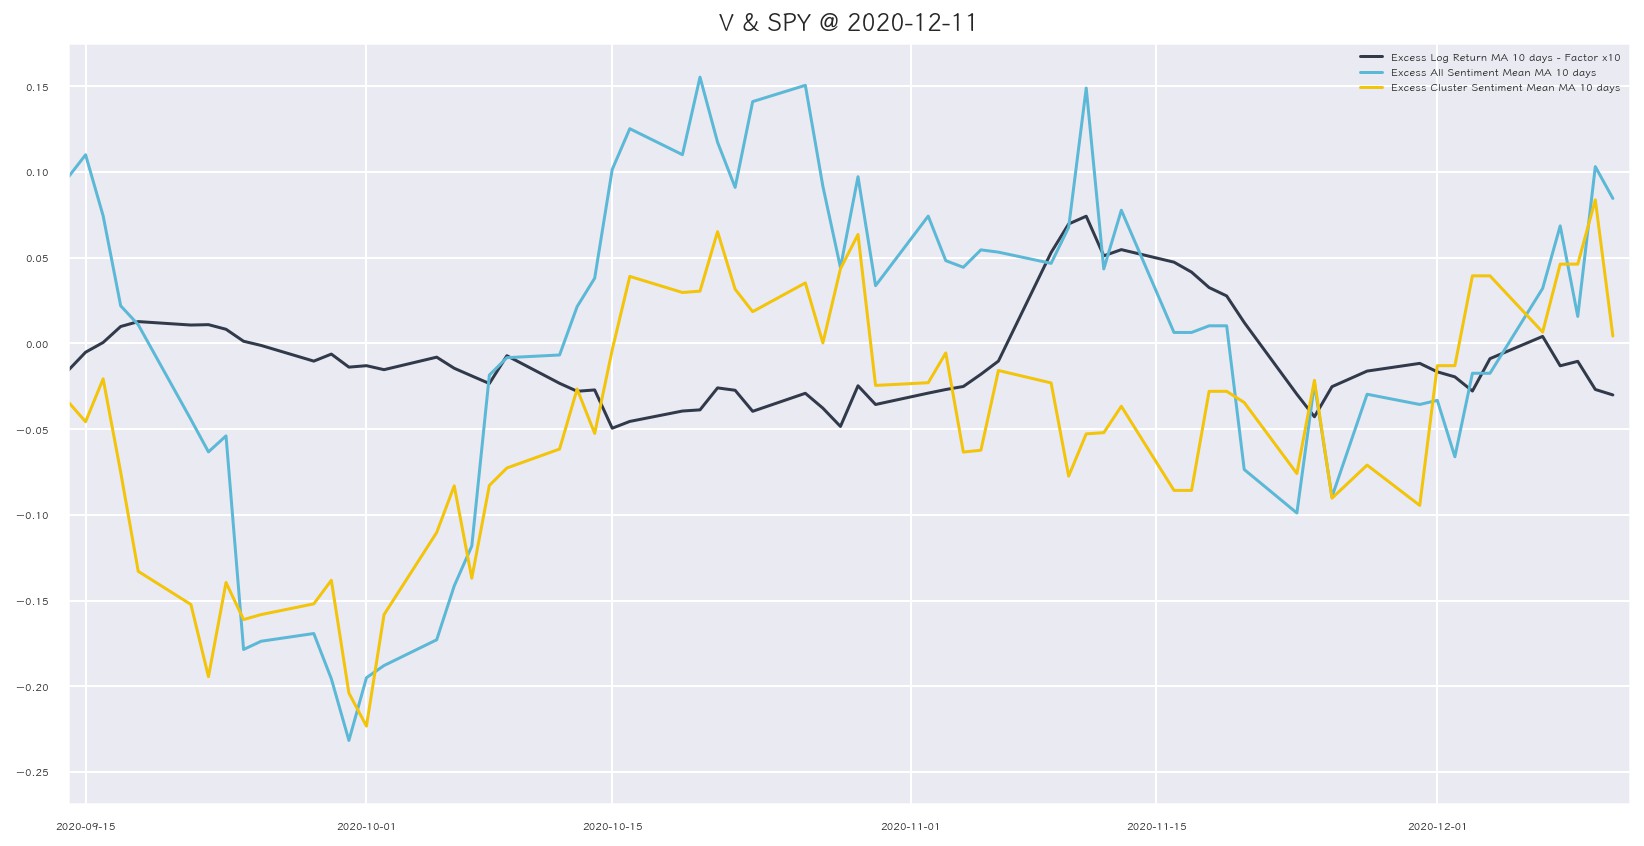 V & SPY @ 2020-12-11
Excess Log Return MA 10 days - Factor x10
Excess All Sentiment Mean MA 10 days
Excess Cluster Sentiment Mean MA 10 days
0.15
0.10
0.05
0.00
−0.05
−0.10
−0.15
−0.20
−0.25
2020-09-15 2020-10-01 2020-10-15 2020-11-01 2020-11-15 2020-12-01